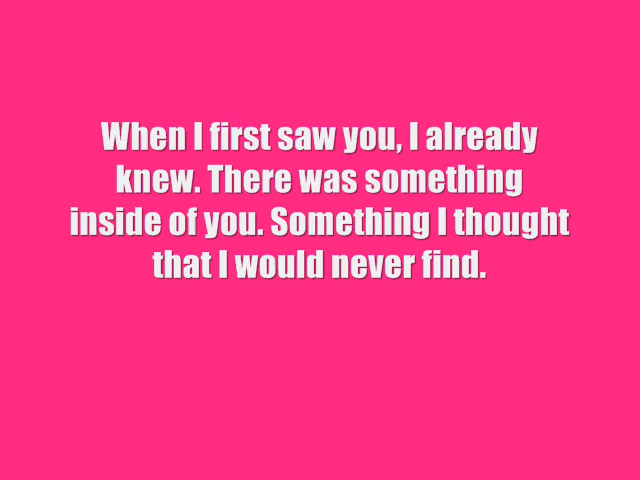 When I first saw you, I already
knew. There was something
inside of you. Something I thought
that I would never find.